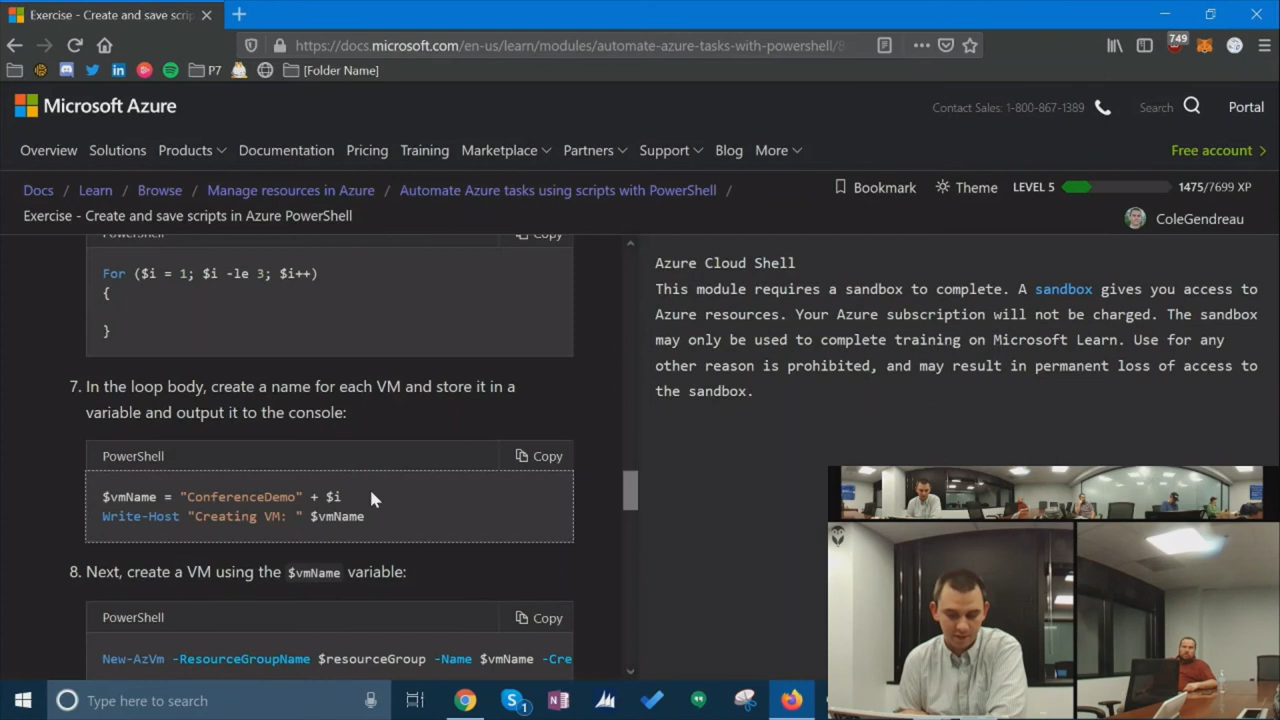 Exercise - Create and save scrip
https://docs.microsoft.com/en-us/learn/modules/automate-azure-tasks-with-powershell/8
749
P7
[Folder Name]
Microsoft Azure
Contact Sales: 1-800-867-1389
Search
Portal
Overview
Solutions
Products
Documentation
Pricing
Training
Marketplace
Partners
Support
Blog
More
Free account
Docs / Learn / Browse / Manage resources in Azure / Automate Azure tasks using scripts with PowerShell /
Bookmark
Theme
LEVEL 5
1475/7699 XP
Exercise - Create and save scripts in Azure PowerShell
ColeGendreau
PowerShell
Copy
For ($i = 1; $i -le 3; $i++)
{
}
7. In the loop body, create a name for each VM and store it in a
variable and output it to the console:
PowerShell
Copy
$vmName = "ConferenceDemo" + $i
Write-Host "Creating VM: " $vmName
8. Next, create a VM using the $vmName variable:
PowerShell
Copy
New-AzVm -ResourceGroupName $resourceGroup -Name $vmName -Cre
Azure Cloud Shell
This module requires a sandbox to complete. A sandbox gives you access to
Azure resources. Your Azure subscription will not be charged. The sandbox
may only be used to complete training on Microsoft Learn. Use for any
other reason is prohibited, and may result in permanent loss of access to
the sandbox.
Type here to search
1